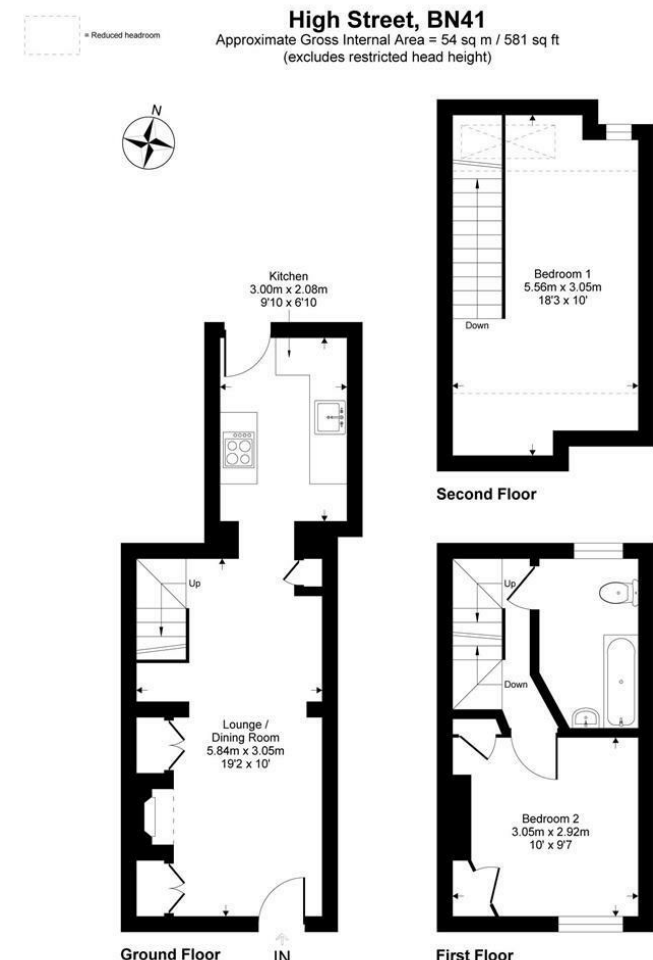 High Street, BN41
Approximate Gross Internal Area = 54 sq m / 581 sq ft
(excludes restricted head height)
= Reduced headroom
N
Kitchen
3.00m x 2.08m
9'10 x 6'10
Up
Lounge /
Dining Room
5.84m x 3.05m
19'2 x 10'
IN
Ground Floor
Bedroom 1
5.56m x 3.05m
18'3 x 10'
Down
Second Floor
Up
Down
Bedroom 2
3.05m x 2.92m
10' x 9'7
First Floor